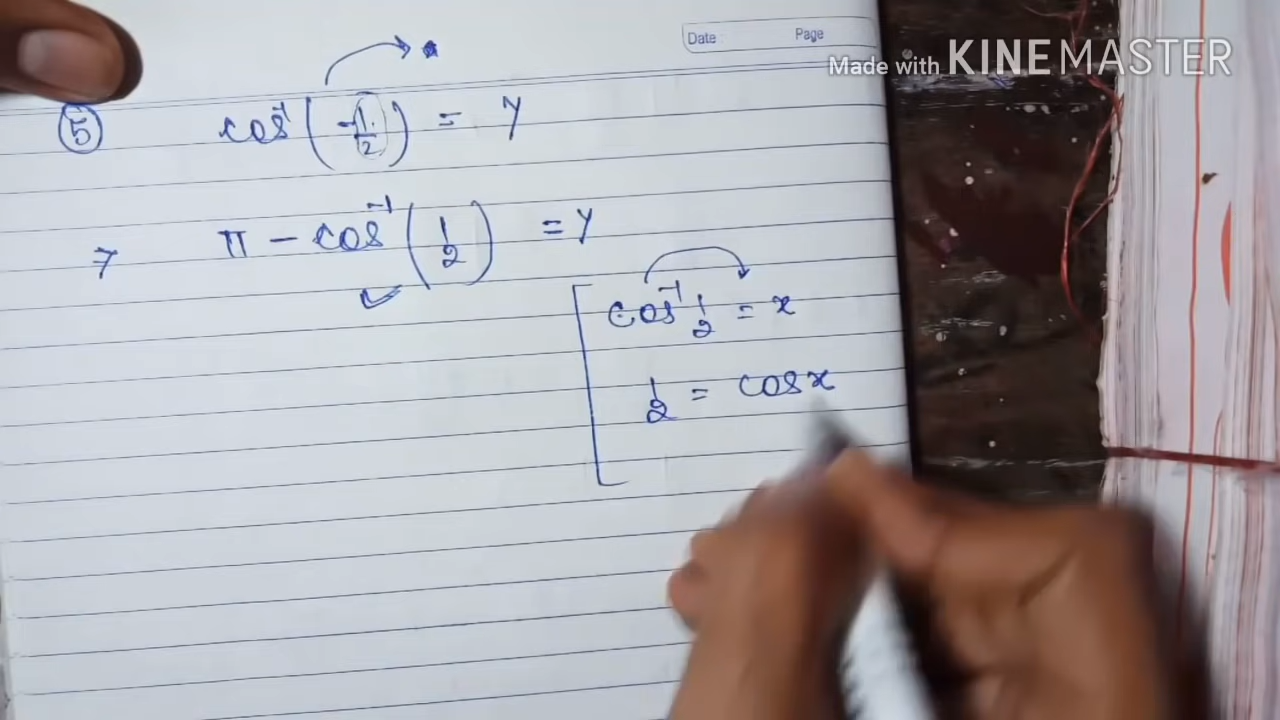 Date Page
Made with KINEMASTER
⑤ cos⁻¹(-1/2) = y
⇒ π - cos⁻¹(1/2) = y
cos⁻¹ 1/2 = x
1/2 = cos x